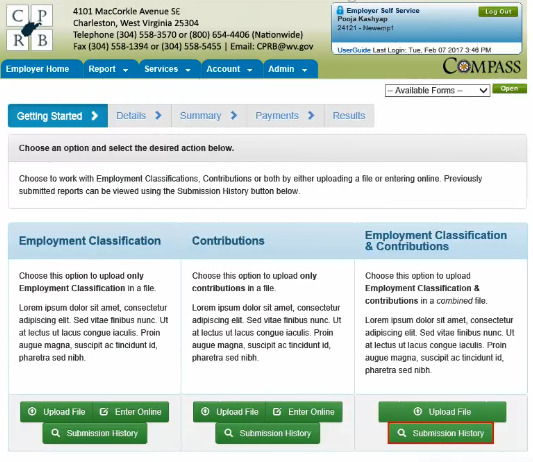 C P
R B
4101 MacCorkle Avenue SE
Charleston, West Virginia 25304
Telephone (304) 558-3570 or (800) 654-4406 (Nationwide)
Fax (304) 558-1394 or (304) 558-5455 | Email: CPRB@wv.gov
Employer Self Service
Log Out
Pooja Kashyap
24121 - Newemp1
UserGuide Last Login: Tue, Feb 07 2017 3:46 PM
Employer Home Report Services Account Admin
COMPASS
-- Available Forms -- Open
Getting Started Details Summary Payments Results
Choose an option and select the desired action below.
Choose to work with Employment Classifications, Contributions or both by either uploading a file or entering online. Previously
submitted reports can be viewed using the Submission History button below.
Employment Classification
Choose this option to upload only
Employment Classification in a file.
Lorem ipsum dolor sit amet, consectetur
adipiscing elit. Sed vitae finibus nunc. Ut
at lectus ut lacus congue iaculis. Proin
augue magna, suscipit ac tincidunt id,
pharetra sed nibh.
Upload File Enter Online
Submission History
Contributions
Choose this option to upload only
contributions in a file.
Lorem ipsum dolor sit amet, consectetur
adipiscing elit. Sed vitae finibus nunc. Ut
at lectus ut lacus congue iaculis. Proin
augue magna, suscipit ac tincidunt id,
pharetra sed nibh.
Upload File Enter Online
Submission History
Employment Classification
& Contributions
Choose this option to upload
Employment Classification &
contributions in a combined file.
Lorem ipsum dolor sit amet, consectetur
adipiscing elit. Sed vitae finibus nunc. Ut
at lectus ut lacus congue iaculis. Proin
augue magna, suscipit ac tincidunt id,
pharetra sed nibh.
Upload File
Submission History